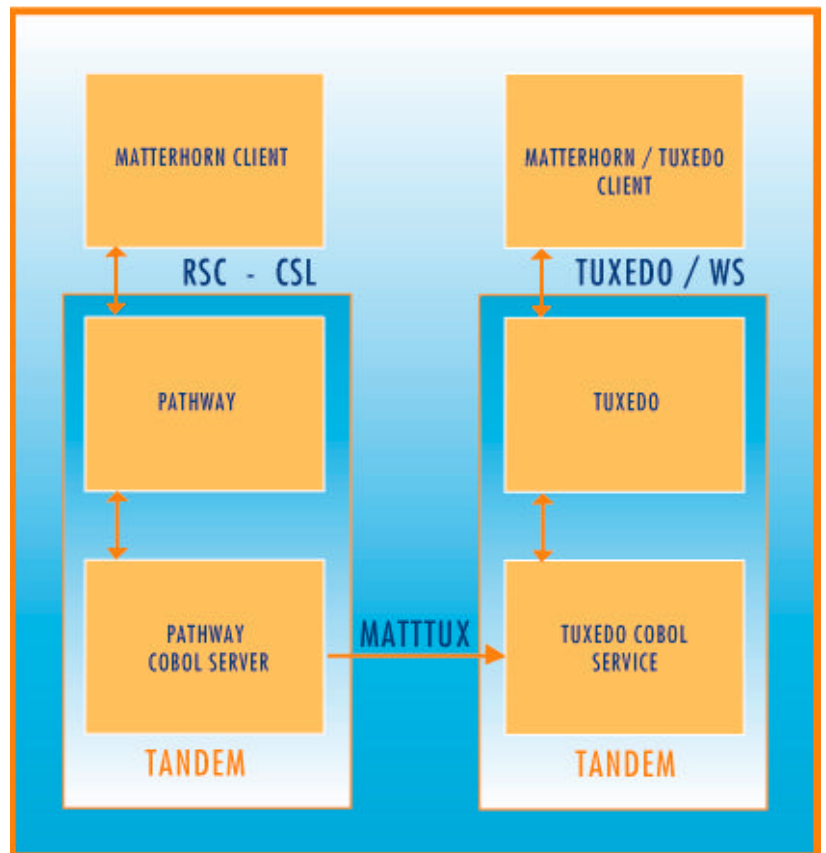 MATTERHORN CLIENT
MATTERHORN / TUXEDO
CLIENT
RSC - CSL
TUXEDO / WS
PATHWAY
TUXEDO
PATHWAY
COBOL SERVER
MATTTUX
TUXEDO COBOL
SERVICE
TANDEM
TANDEM